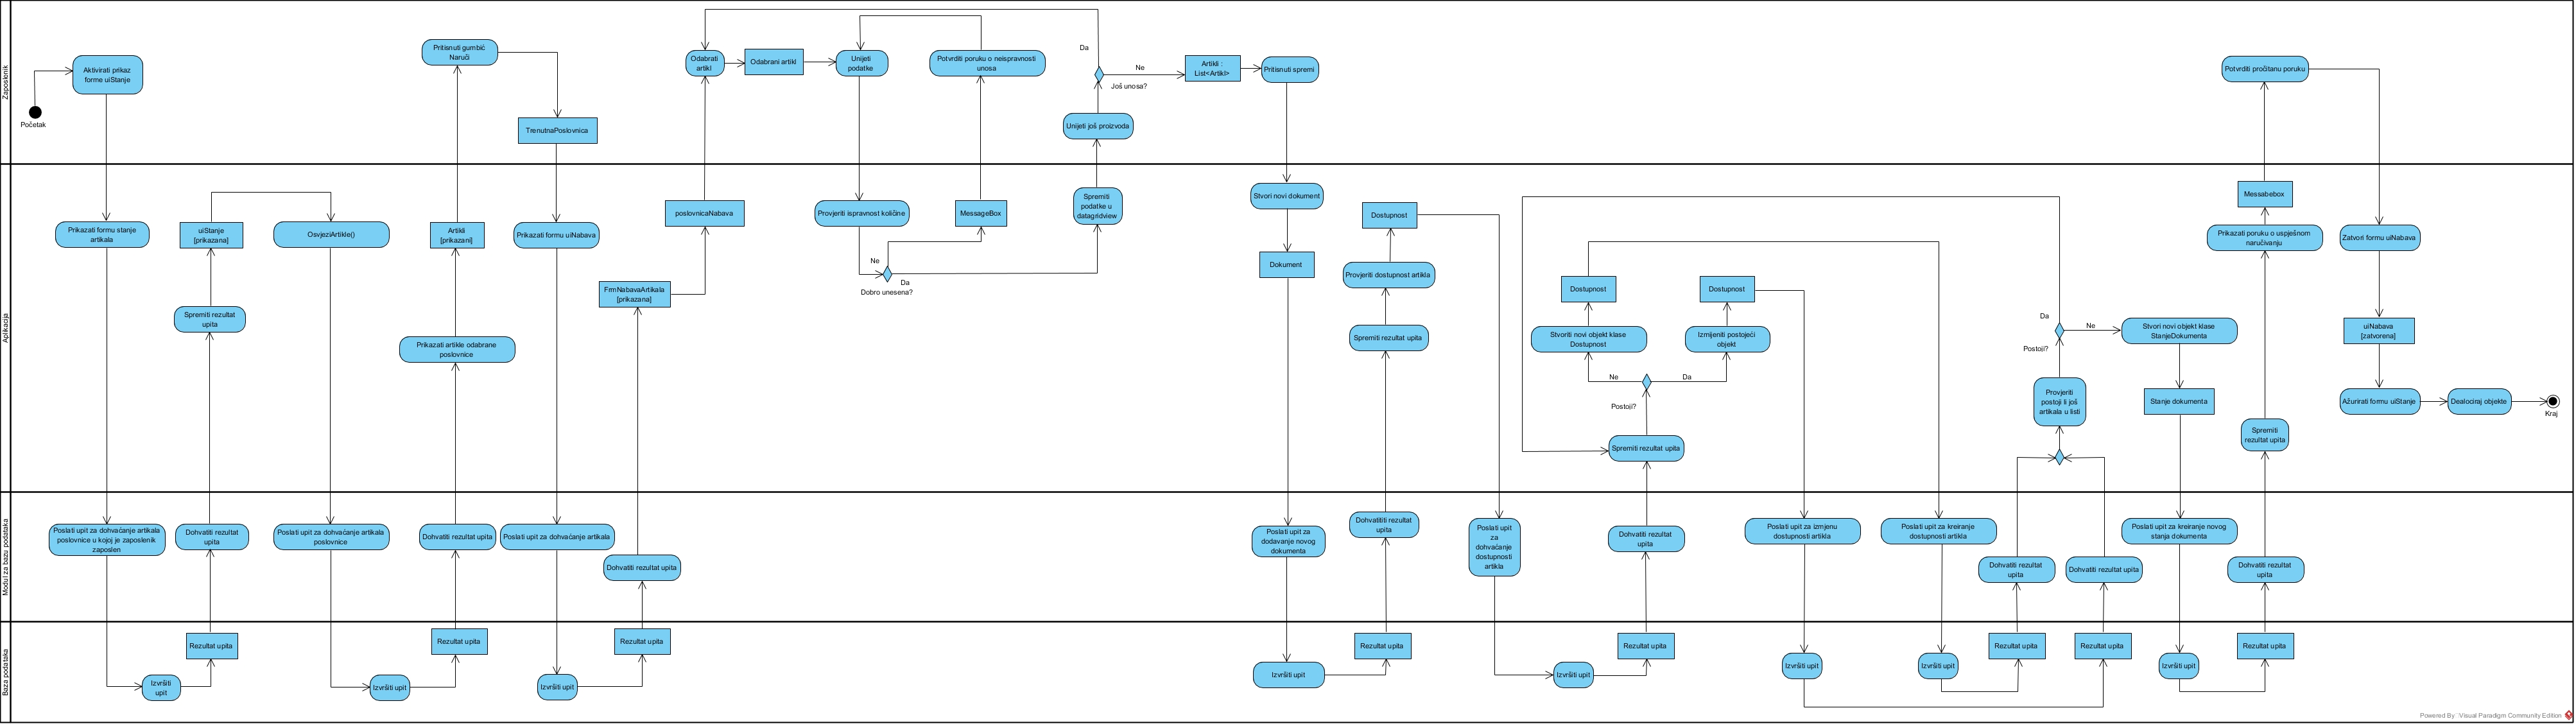 Zaposlenik
Početak
Aktivirati prikaz
forme uiStanje
Pritisnuti gumbić
Naruči
TrenutnaPoslovnica
Odabrati
artikl
Odabrani artikl
Unijeti
podatke
Potvrditi poruku o neispravnosti
unosa
Da
Ne
Još unosa?
Unijeti još proizvoda
Artikli :
List<Artikl>
Pritisnuti spremi
Potvrditi pročitanu poruku
Aplikacija
Prikazati formu stanje
artikala
uiStanje
[prikazana]
Spremiti rezultat
upita
OsvjeziArtikle()
Artikli
[prikazani]
Prikazati artikle odabrane
poslovnice
Prikazati formu uiNabava
FrmNabavaArtikala
[prikazana]
poslovnicaNabava
Provjeriti ispravnost količine
Ne
Da
Dobro unesena?
MessageBox
Spremiti
podatke u
datagridview
Stvori novi dokument
Dokument
Dostupnost
Provjeriti dostupnost artikla
Spremiti rezultat upita
Dostupnost
Stvoriti novi objekt klase
Dostupnost
Dostupnost
Izmijeniti postojeći
objekt
Ne
Da
Postoji?
Spremiti rezultat upita
Da
Ne
Postoji?
Provjeriti
postoji li još
artikala u listi
Stvori novi objekt klase
StanjeDokumenta
Stanje dokumenta
Messabebox
Prikazati poruku o uspješnom
naručivanju
Spremiti
rezultat upita
Zatvori formu uiNabava
uiNabava
[zatvorena]
Ažurirati formu uiStanje
Dealociraj objekte
Kraj
Modul za bazu podataka
Poslati upit za dohvaćanje artikala
poslovnice u kojoj je zaposlenik
zaposlen
Dohvatiti rezultat
upita
Poslati upit za dohvaćanje artikala
poslovnice
Dohvatiti rezultat upita
Poslati upit za dohvaćanje artikala
Dohvatiti rezultat upita
Poslati upit za
dodavanje novog
dokumenta
Dohvatititi rezultat
upita
Poslati upit
za
dohvaćanje
dostupnosti
artikla
Dohvatiti rezultat
upita
Poslati upit za izmjenu
dostupnosti artikla
Poslati upit za kreiranje
dostupnosti artikla
Dohvatiti rezultat
upita
Dohvatiti rezultat upita
Poslati upit za kreiranje novog
stanja dokumenta
Dohvatiti rezultat
upita
Baza podataka
Izvršiti
upit
Rezultat upita
Izvršiti upit
Rezultat upita
Izvršiti upit
Rezultat upita
Izvršiti upit
Rezultat upita
Izvršiti upit
Rezultat upita
Izvršiti upit
Izvršiti upit
Rezultat upita
Rezultat upita
Izvršiti upit
Rezultat upita
Powered By Visual Paradigm Community Edition